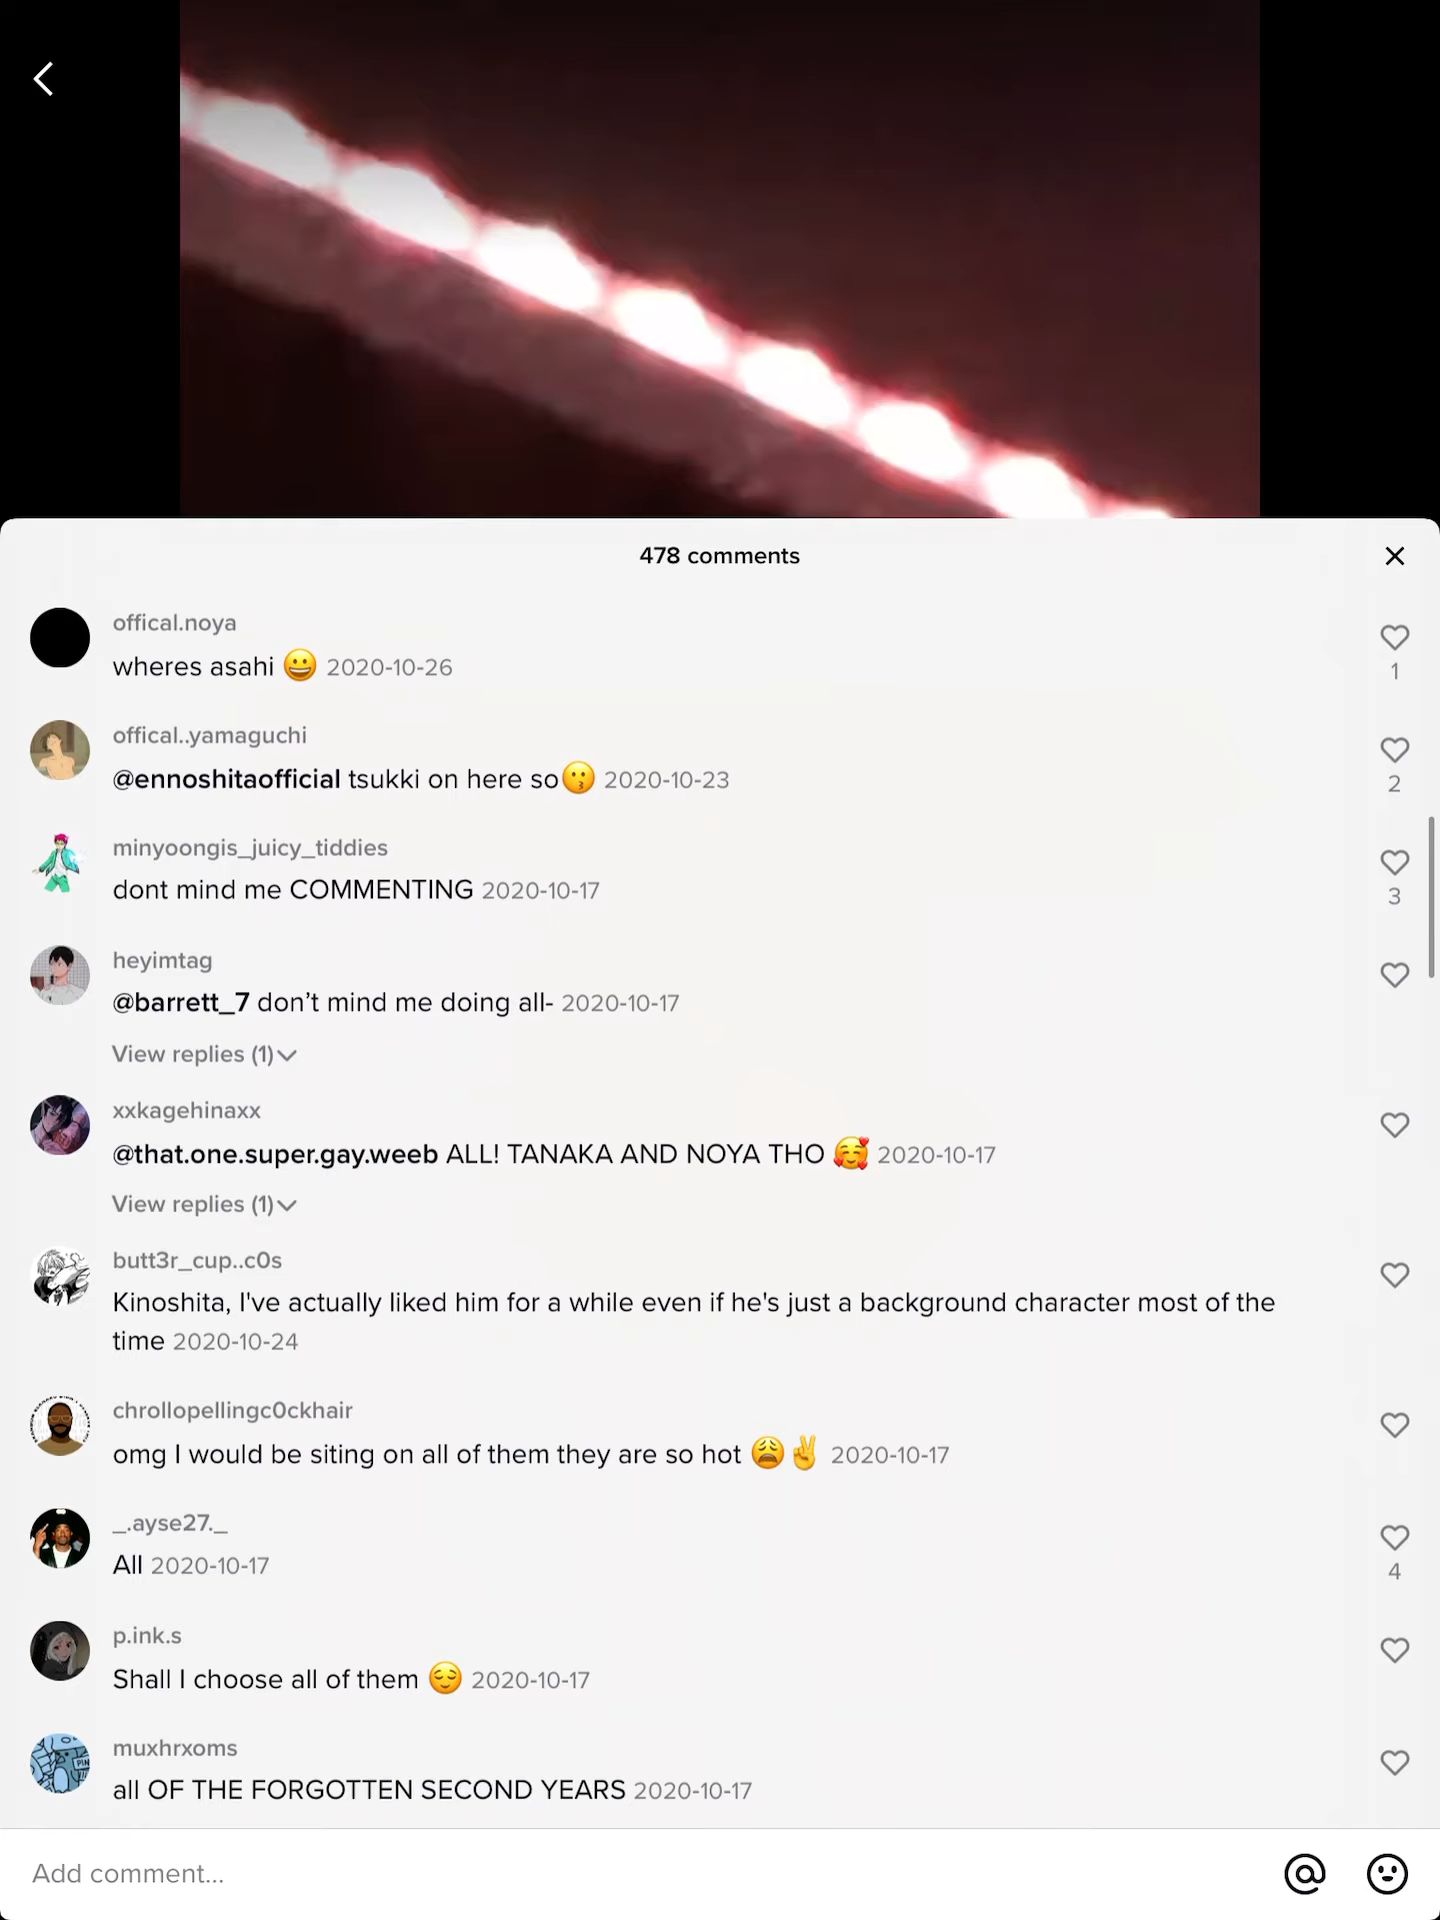 478 comments
offical.noya
wheres asahi 😀 2020-10-26
1
offical..yamaguchi
@ennoshitaofficial tsukki on here so😗 2020-10-23
2
minyoongis_juicy_tiddies
dont mind me COMMENTING 2020-10-17
3
heyimtag
@barrett_7 don’t mind me doing all- 2020-10-17
View replies (1)
xxkagehinaxx
@that.one.super.gay.weeb ALL! TANAKA AND NOYA THO 🥰 2020-10-17
View replies (1)
butt3r_cup..c0s
Kinoshita, I've actually liked him for a while even if he's just a background character most of the
time 2020-10-24
chrollopellingc0ckhair
omg I would be siting on all of them they are so hot 😩✌️ 2020-10-17
_.ayse27._
All 2020-10-17
4
p.ink.s
Shall I choose all of them 😌 2020-10-17
muxhrxoms
all OF THE FORGOTTEN SECOND YEARS 2020-10-17
Add comment...